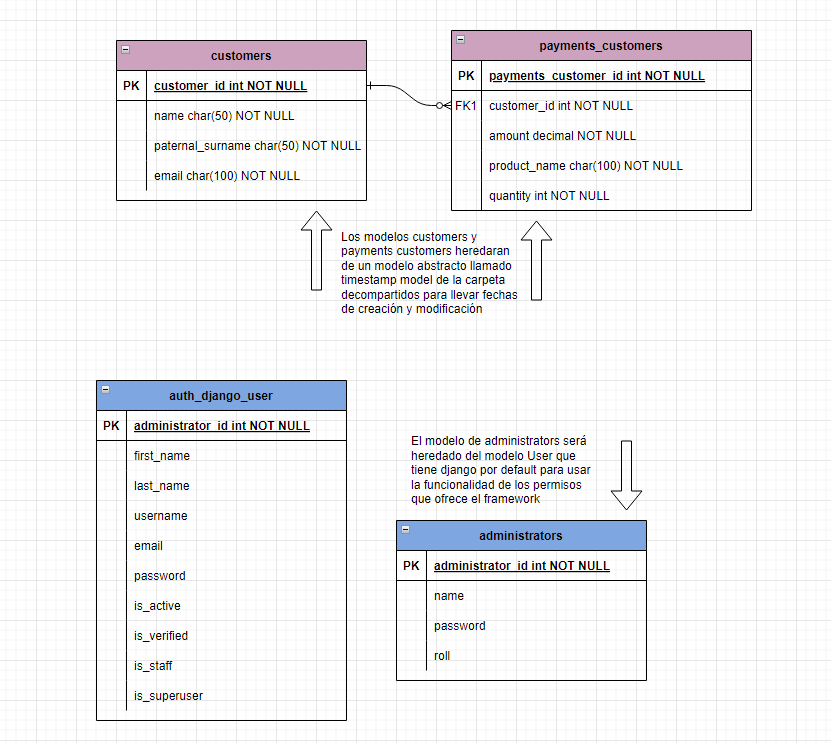 customers
PK customer_id int NOT NULL
name char(50) NOT NULL
paternal_surname char(50) NOT NULL
email char(100) NOT NULL
payments_customers
PK payments_customer_id int NOT NULL
FK1 customer_id int NOT NULL
amount decimal NOT NULL
product_name char(100) NOT NULL
quantity int NOT NULL
Los modelos customers y
payments customers heredaran
de un modelo abstracto llamado
timestamp model de la carpeta
decompartidos para llevar fechas
de creación y modificación
auth_django_user
PK administrator_id int NOT NULL
first_name
last_name
username
email
password
is_active
is_verified
is_staff
is_superuser
El modelo de administrators será
heredado del modelo User que
tiene django por default para usar
la funcionalidad de los permisos
que ofrece el framework
administrators
PK administrator_id int NOT NULL
name
password
roll